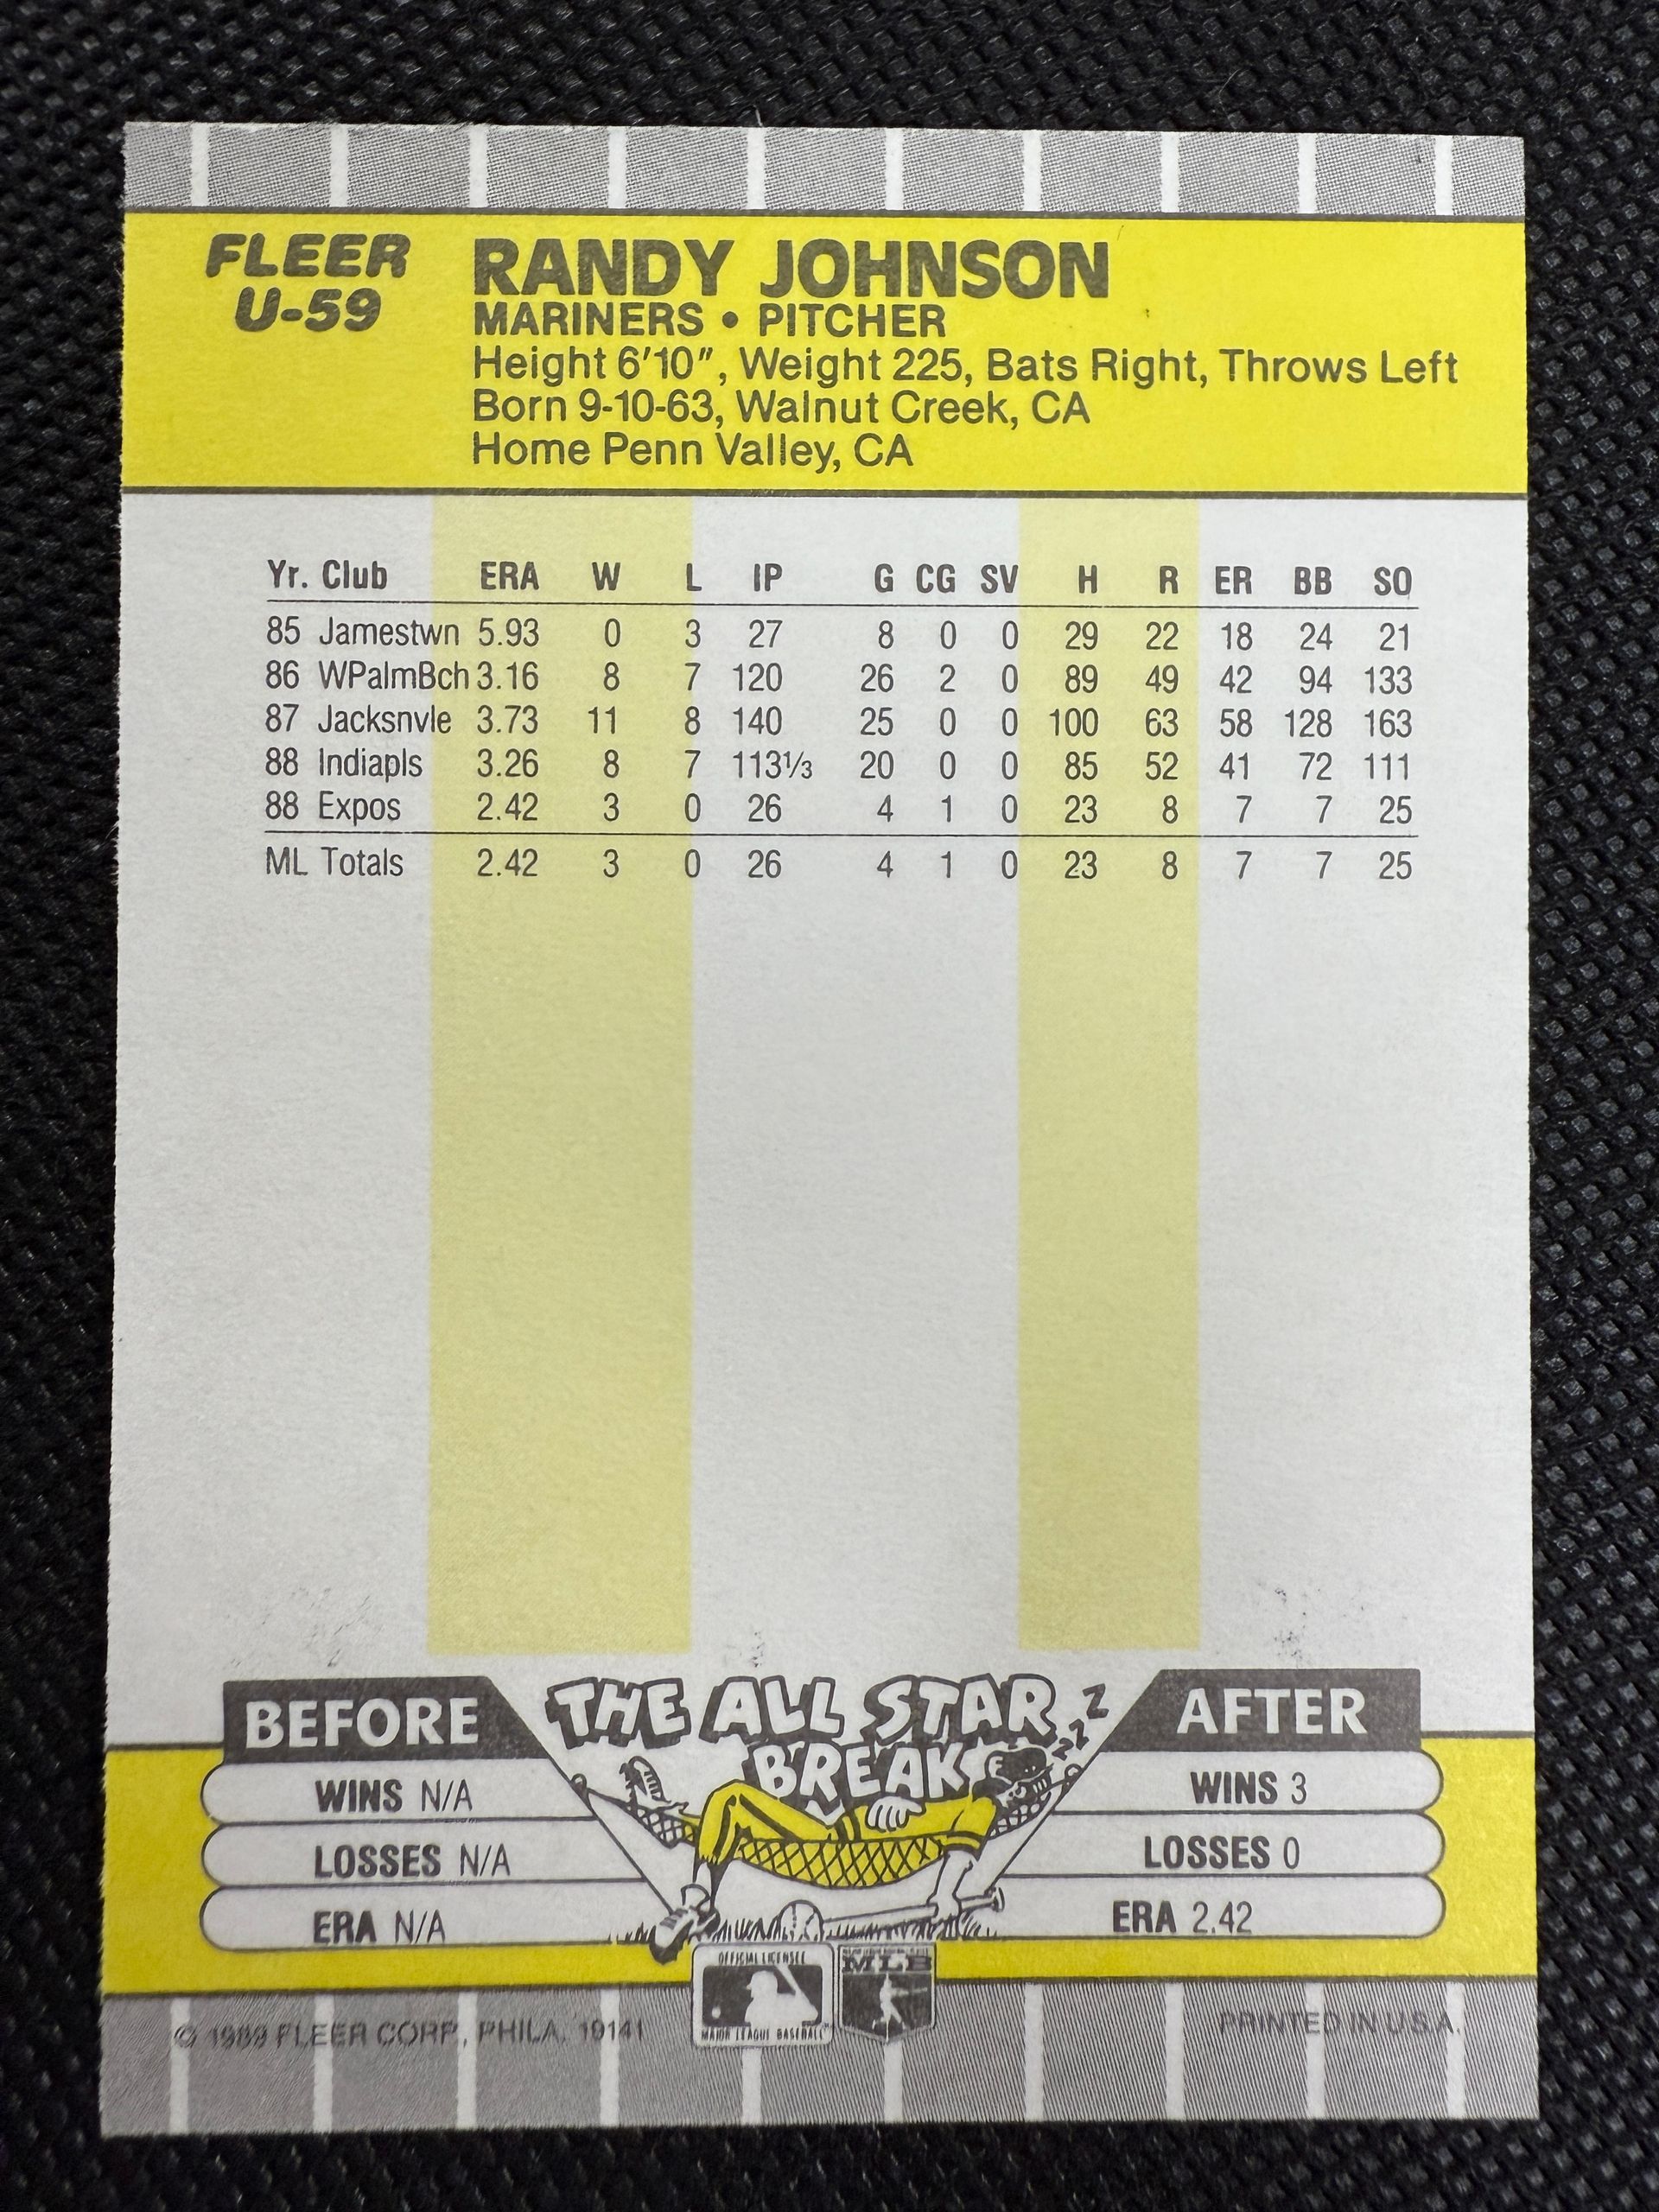 FLEER
U-59
RANDY JOHNSON
MARINERS • PITCHER
Height 6'10", Weight 225, Bats Right, Throws Left
Born 9-10-63, Walnut Creek, CA
Home Penn Valley, CA
Yr. Club ERA W L IP G CG SV H R ER BB SO
85 Jamestwn 5.93 0 3 27 8 0 0 29 22 18 24 21
86 WPalmBch 3.16 8 7 120 26 2 0 89 49 42 94 133
87 Jacksnvle 3.73 11 8 140 25 0 0 100 63 58 128 163
88 Indiapls 3.26 8 7 113⅓ 20 0 0 85 52 41 72 111
88 Expos 2.42 3 0 26 4 1 0 23 8 7 7 25
ML Totals 2.42 3 0 26 4 1 0 23 8 7 7 25
BEFORE
WINS N/A
LOSSES N/A
ERA N/A
THE ALL STAR
BREAK
ZZZ
AFTER
WINS 3
LOSSES 0
ERA 2.42
OFFICIAL LICENSEE
MAJOR LEAGUE BASEBALL
MLB
© 1989 FLEER CORP., PHILA. 19141
PRINTED IN U.S.A.